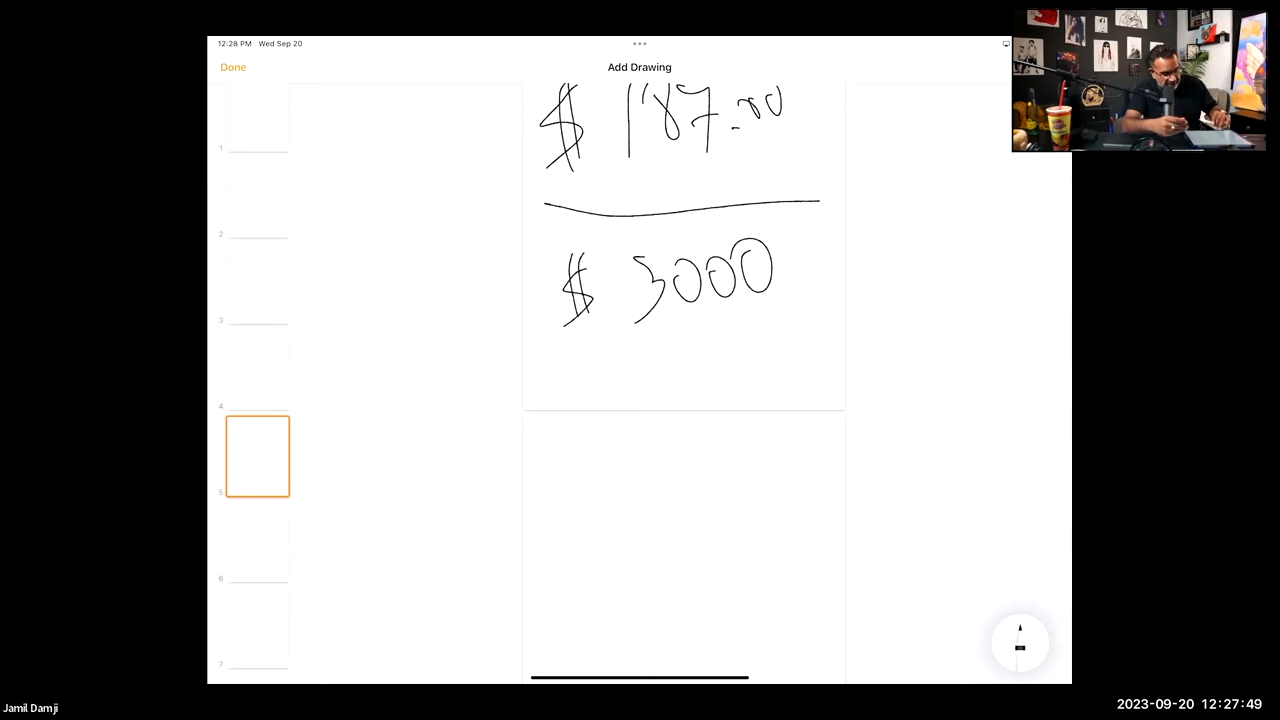 12:28 PM Wed Sep 20
Done
Add Drawing
$ 187.00
$ 3000
1
2
3
4
5
6
7
Jamil Damji
2023-09-20 12:27:49